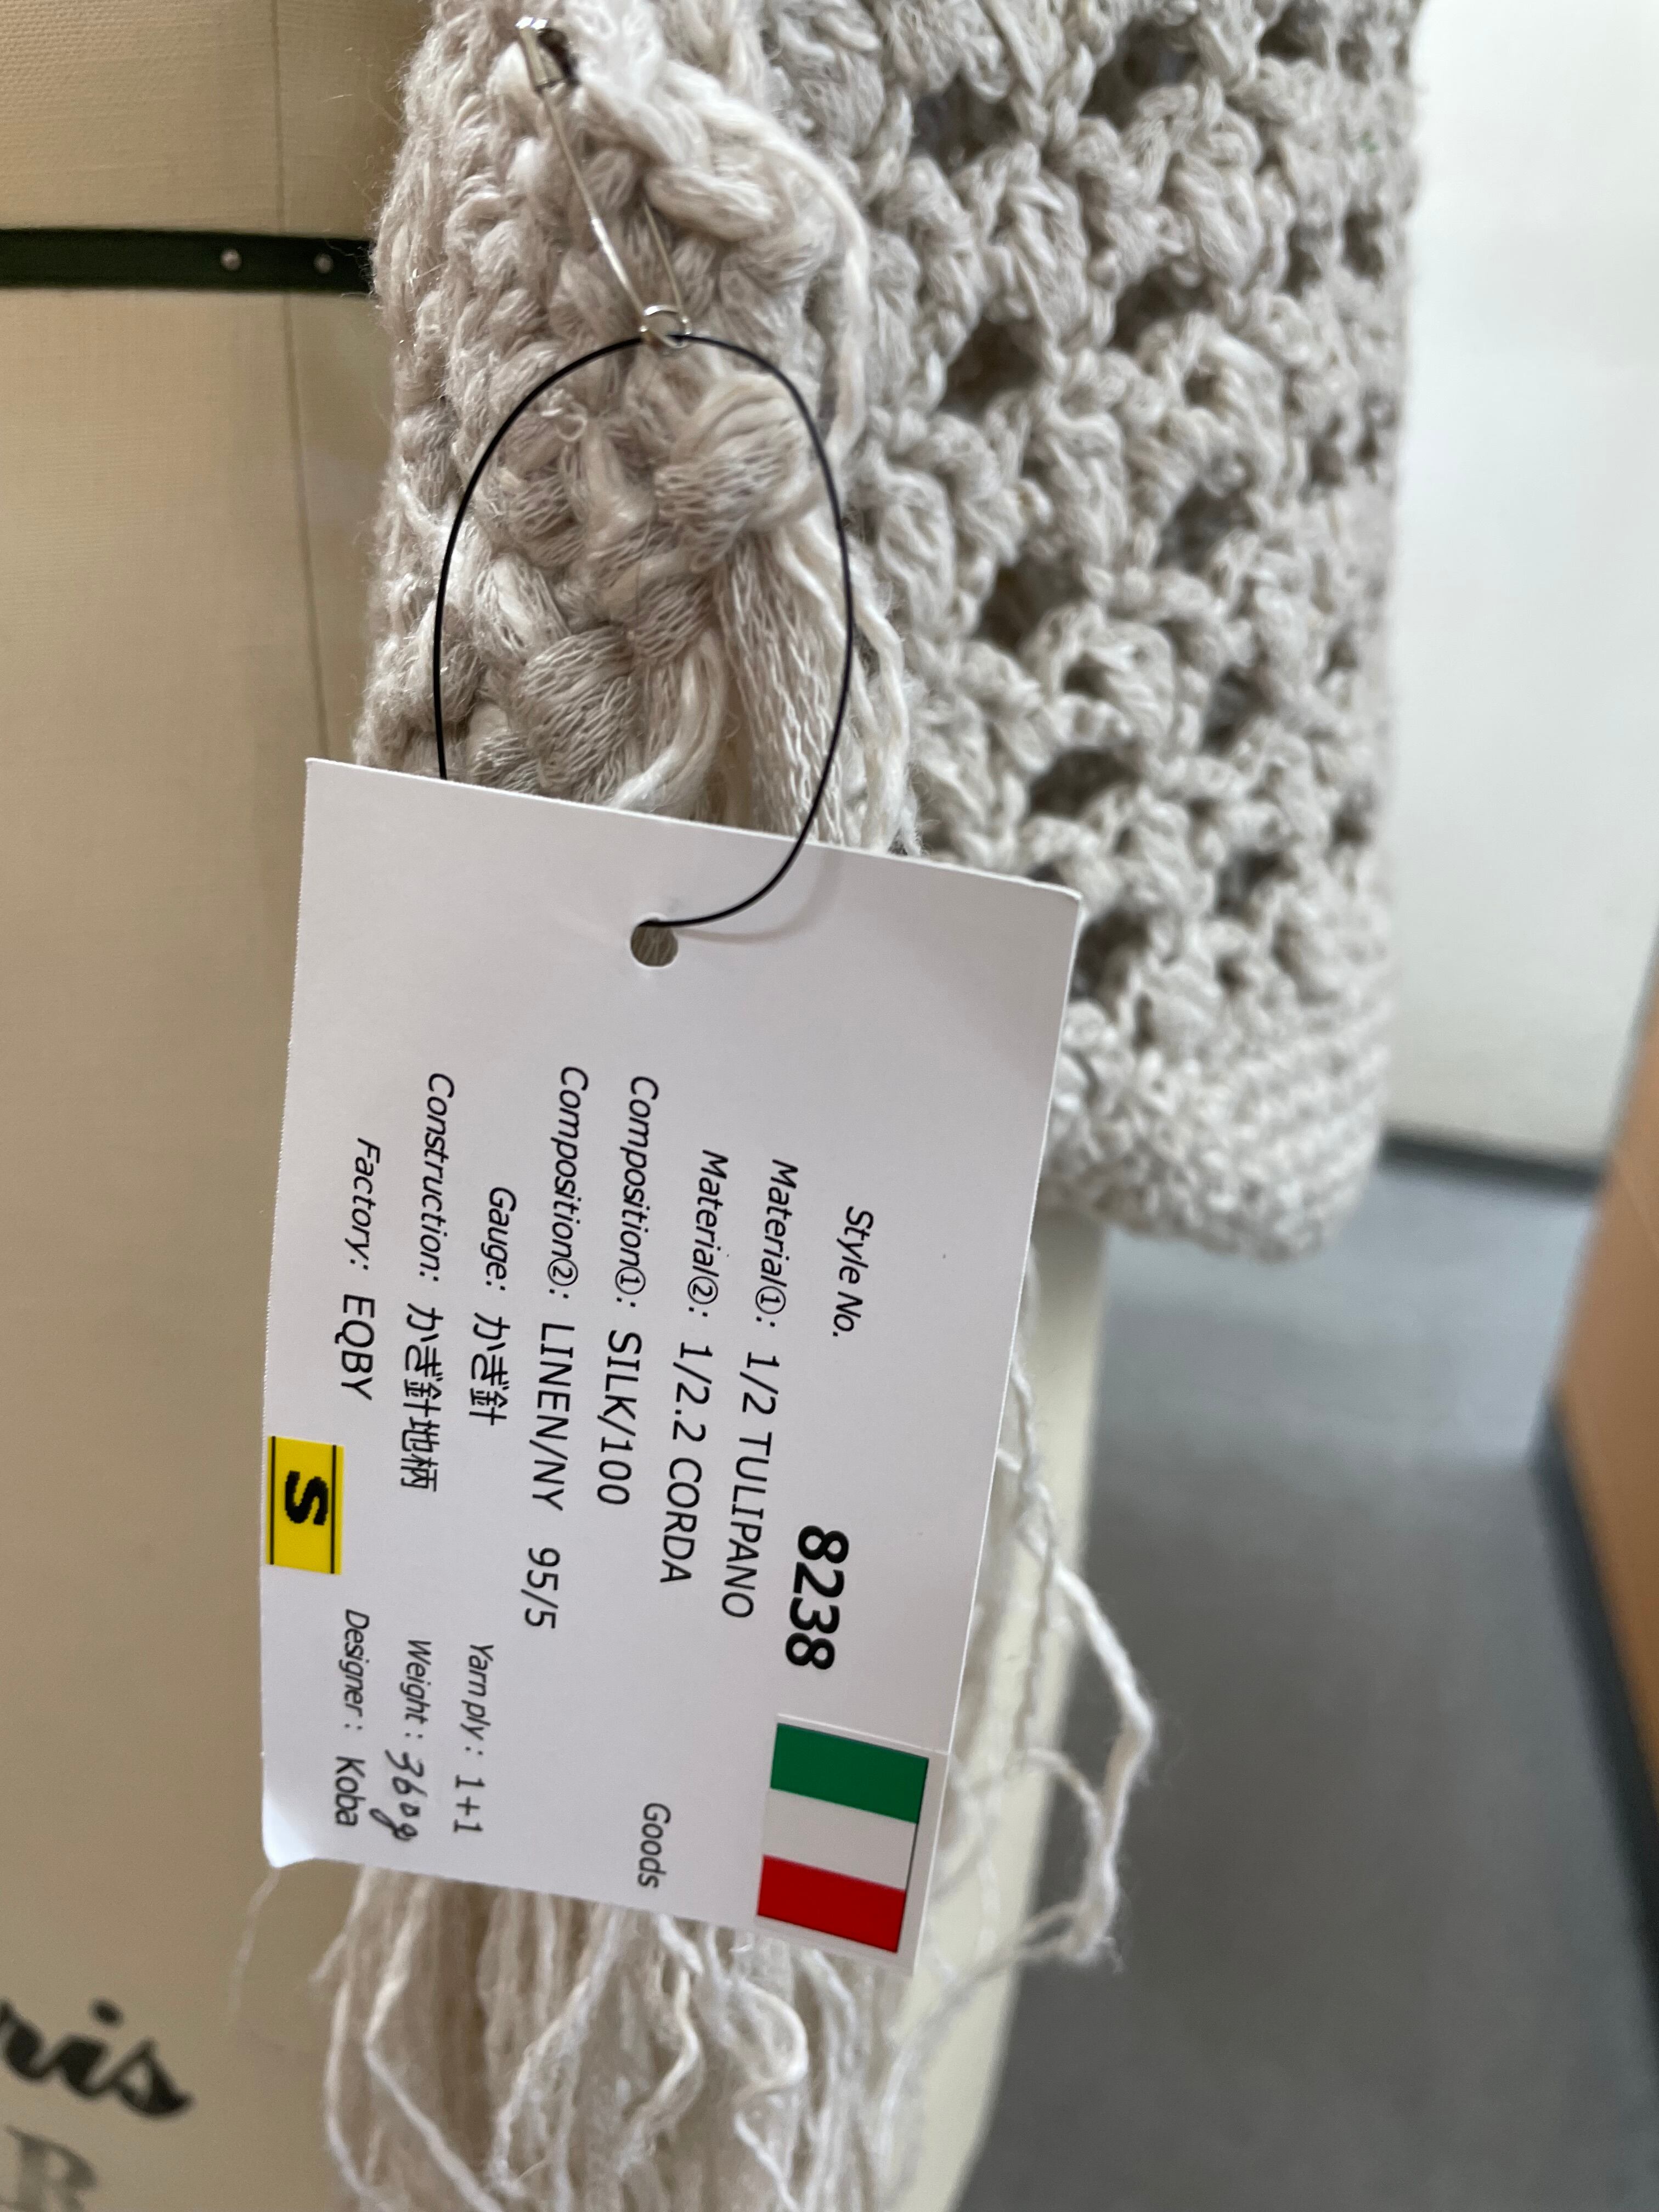 Style No. 8238
Material①: 1/2 TULIPANO
Material②: 1/2.2 CORDA
Composition①: SILK/100
Goods
Composition②: LINEN/NY 95/5
Gauge: かぎ針
Yarn ply: 1+1
Construction: かぎ針地柄
Weight: 360g
Factory: EQBY
Designer: Koba
S
ris